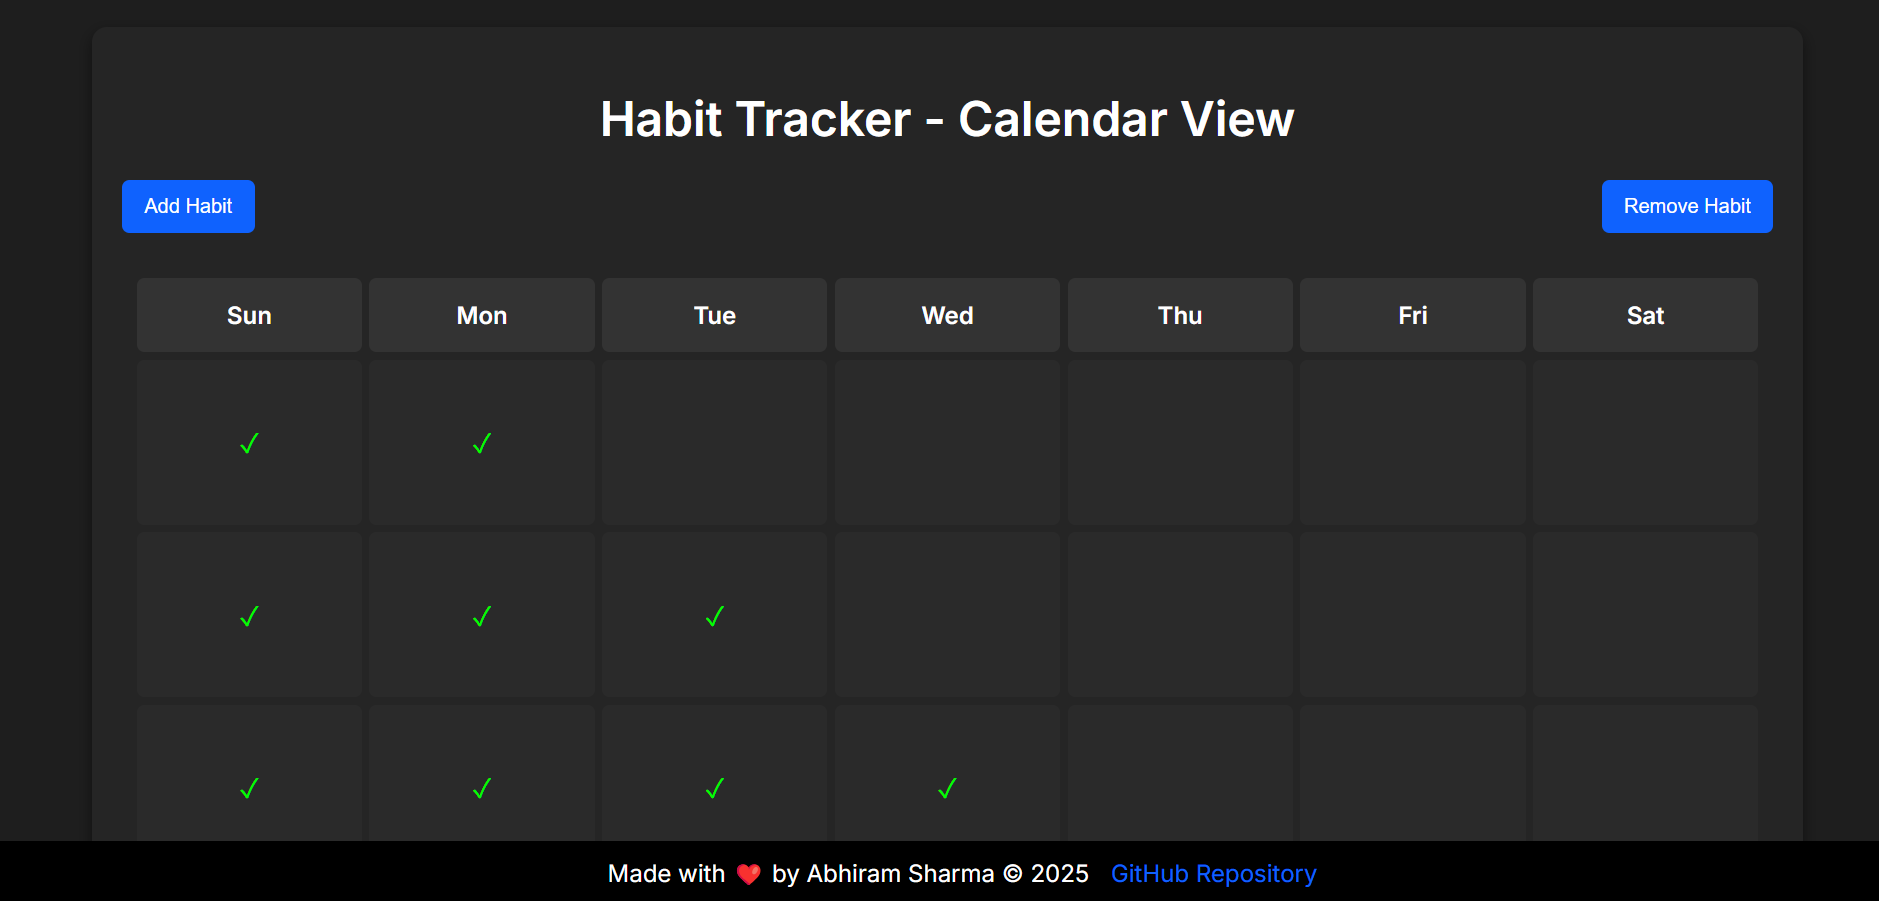 Habit Tracker - Calendar View
Add Habit Remove Habit
Sun Mon Tue Wed Thu Fri Sat
✓ ✓
✓ ✓ ✓
✓ ✓ ✓ ✓
Made with ❤️ by Abhiram Sharma © 2025 GitHub Repository